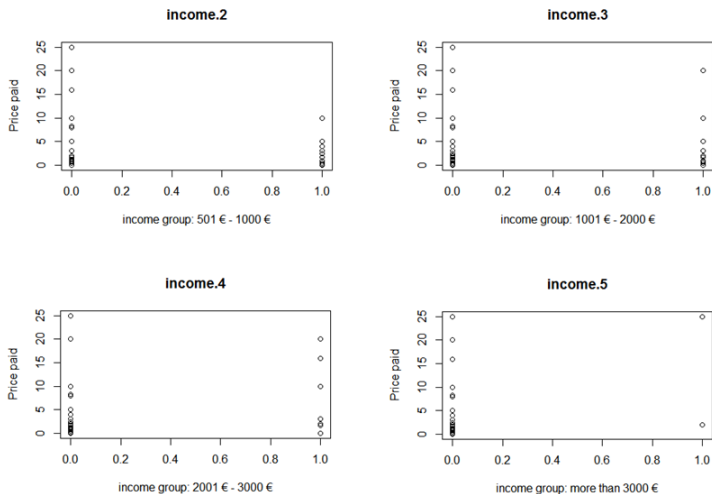 income.2
25
20
15
10
5
0
Price paid
0.0 0.2 0.4 0.6 0.8 1.0
income group: 501 € - 1000 €
income.3
25
20
15
10
5
0
Price paid
0.0 0.2 0.4 0.6 0.8 1.0
income group: 1001 € - 2000 €
income.4
25
20
15
10
5
0
Price paid
0.0 0.2 0.4 0.6 0.8 1.0
income group: 2001 € - 3000 €
income.5
25
20
15
10
5
0
Price paid
0.0 0.2 0.4 0.6 0.8 1.0
income group: more than 3000 €